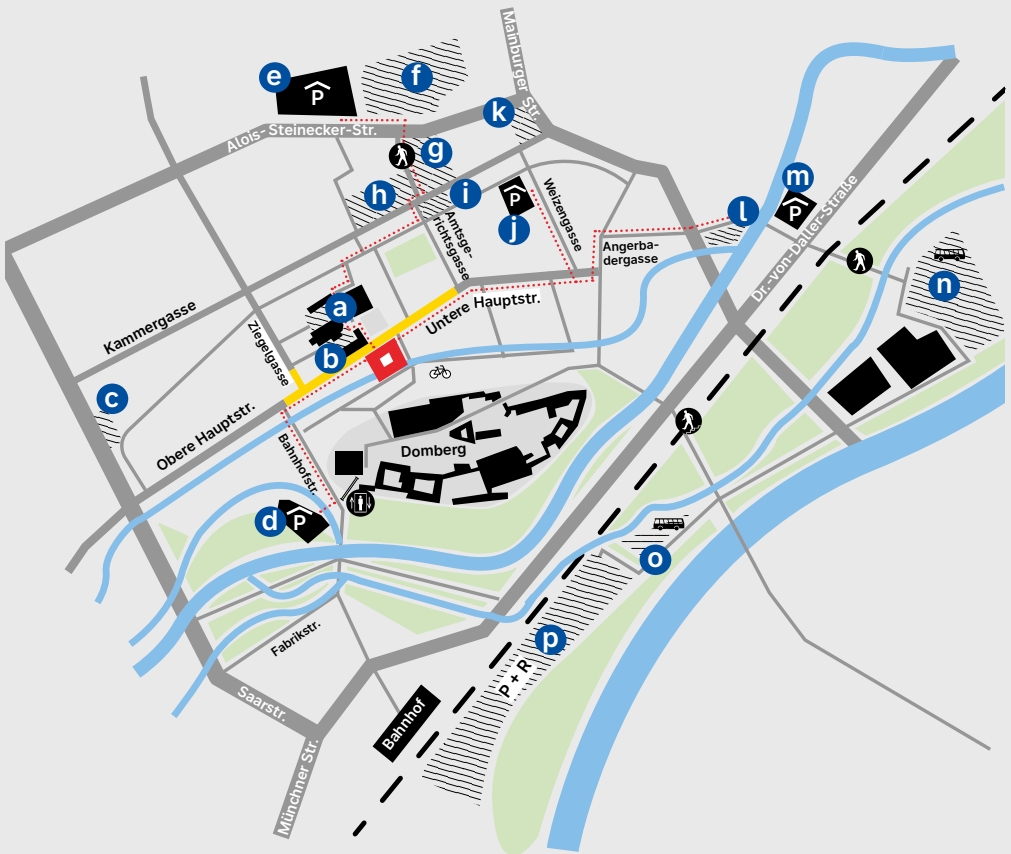 Mainburger Str.
e
P
f
k
Alois-Steinecker-Str.
g
h
i
P
j
Weizengasse
m
P
l
Amtsge-
richtsgasse
Angerba-
dergasse
Dr.-von-Daller-Straße
n
Kammergasse
a
Untere Hauptstr.
Ziegelgasse
b
c
Obere Hauptstr.
Bahnhofstr.
Domberg
d
P
o
p
P + R
Fabrikstr.
Saarstr.
Bahnhof
Münchner Str.